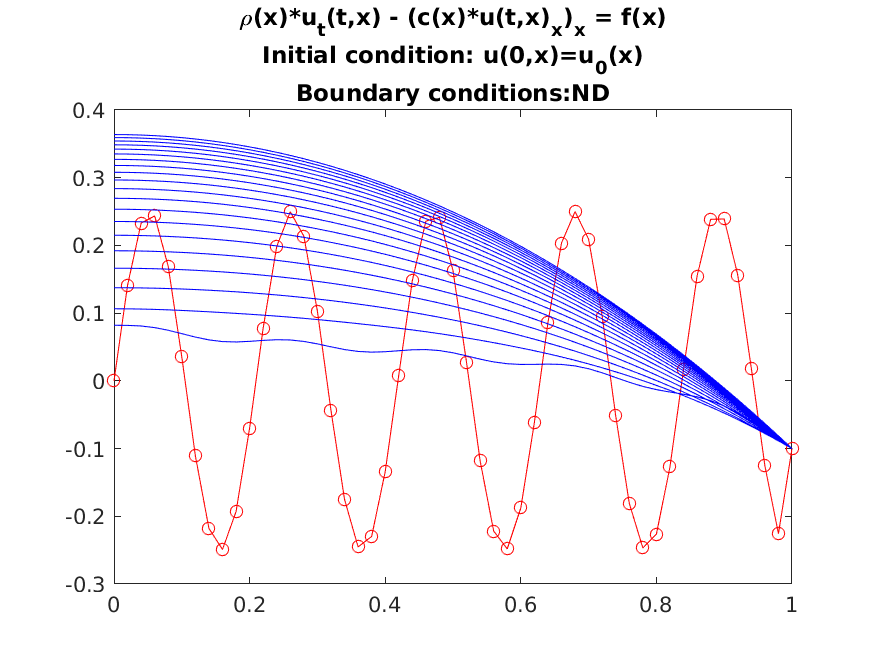 ρ(x)*u_t(t,x) - (c(x)*u(t,x)_x)_x = f(x)
Initial condition: u(0,x)=u_0(x)
Boundary conditions:ND
0.4
0.3
0.2
0.1
0
-0.1
-0.2
-0.3
0 0.2 0.4 0.6 0.8 1